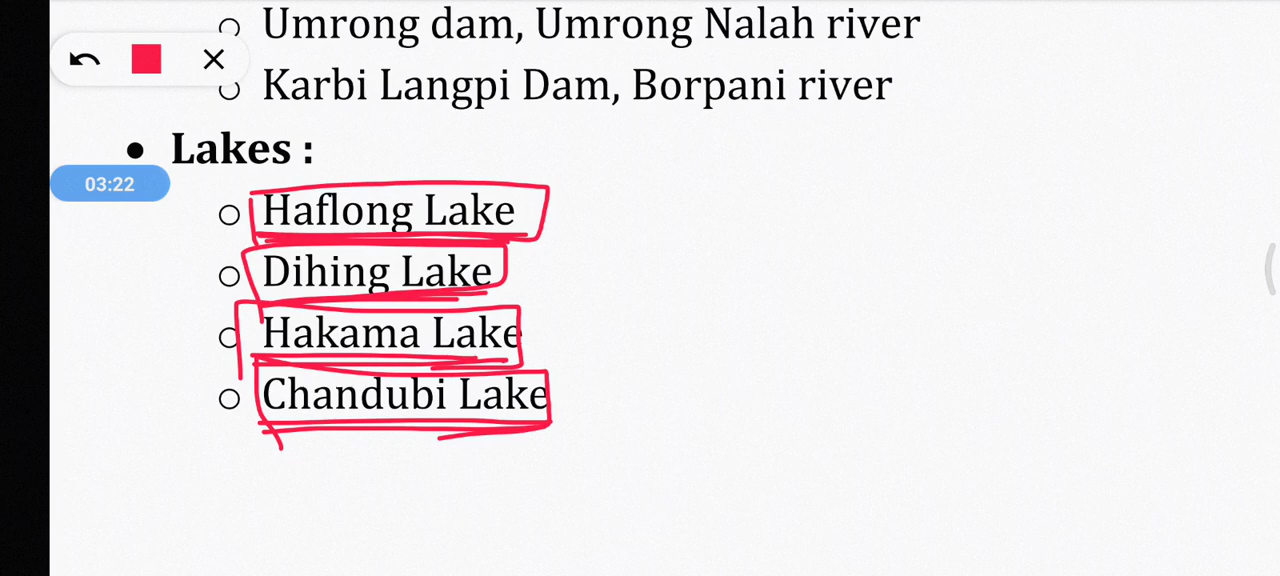 Umrong dam, Umrong Nalah river
Karbi Langpi Dam, Borpani river
Lakes :
03:22
Haflong Lake
Dihing Lake
Hakama Lake
Chandubi Lake